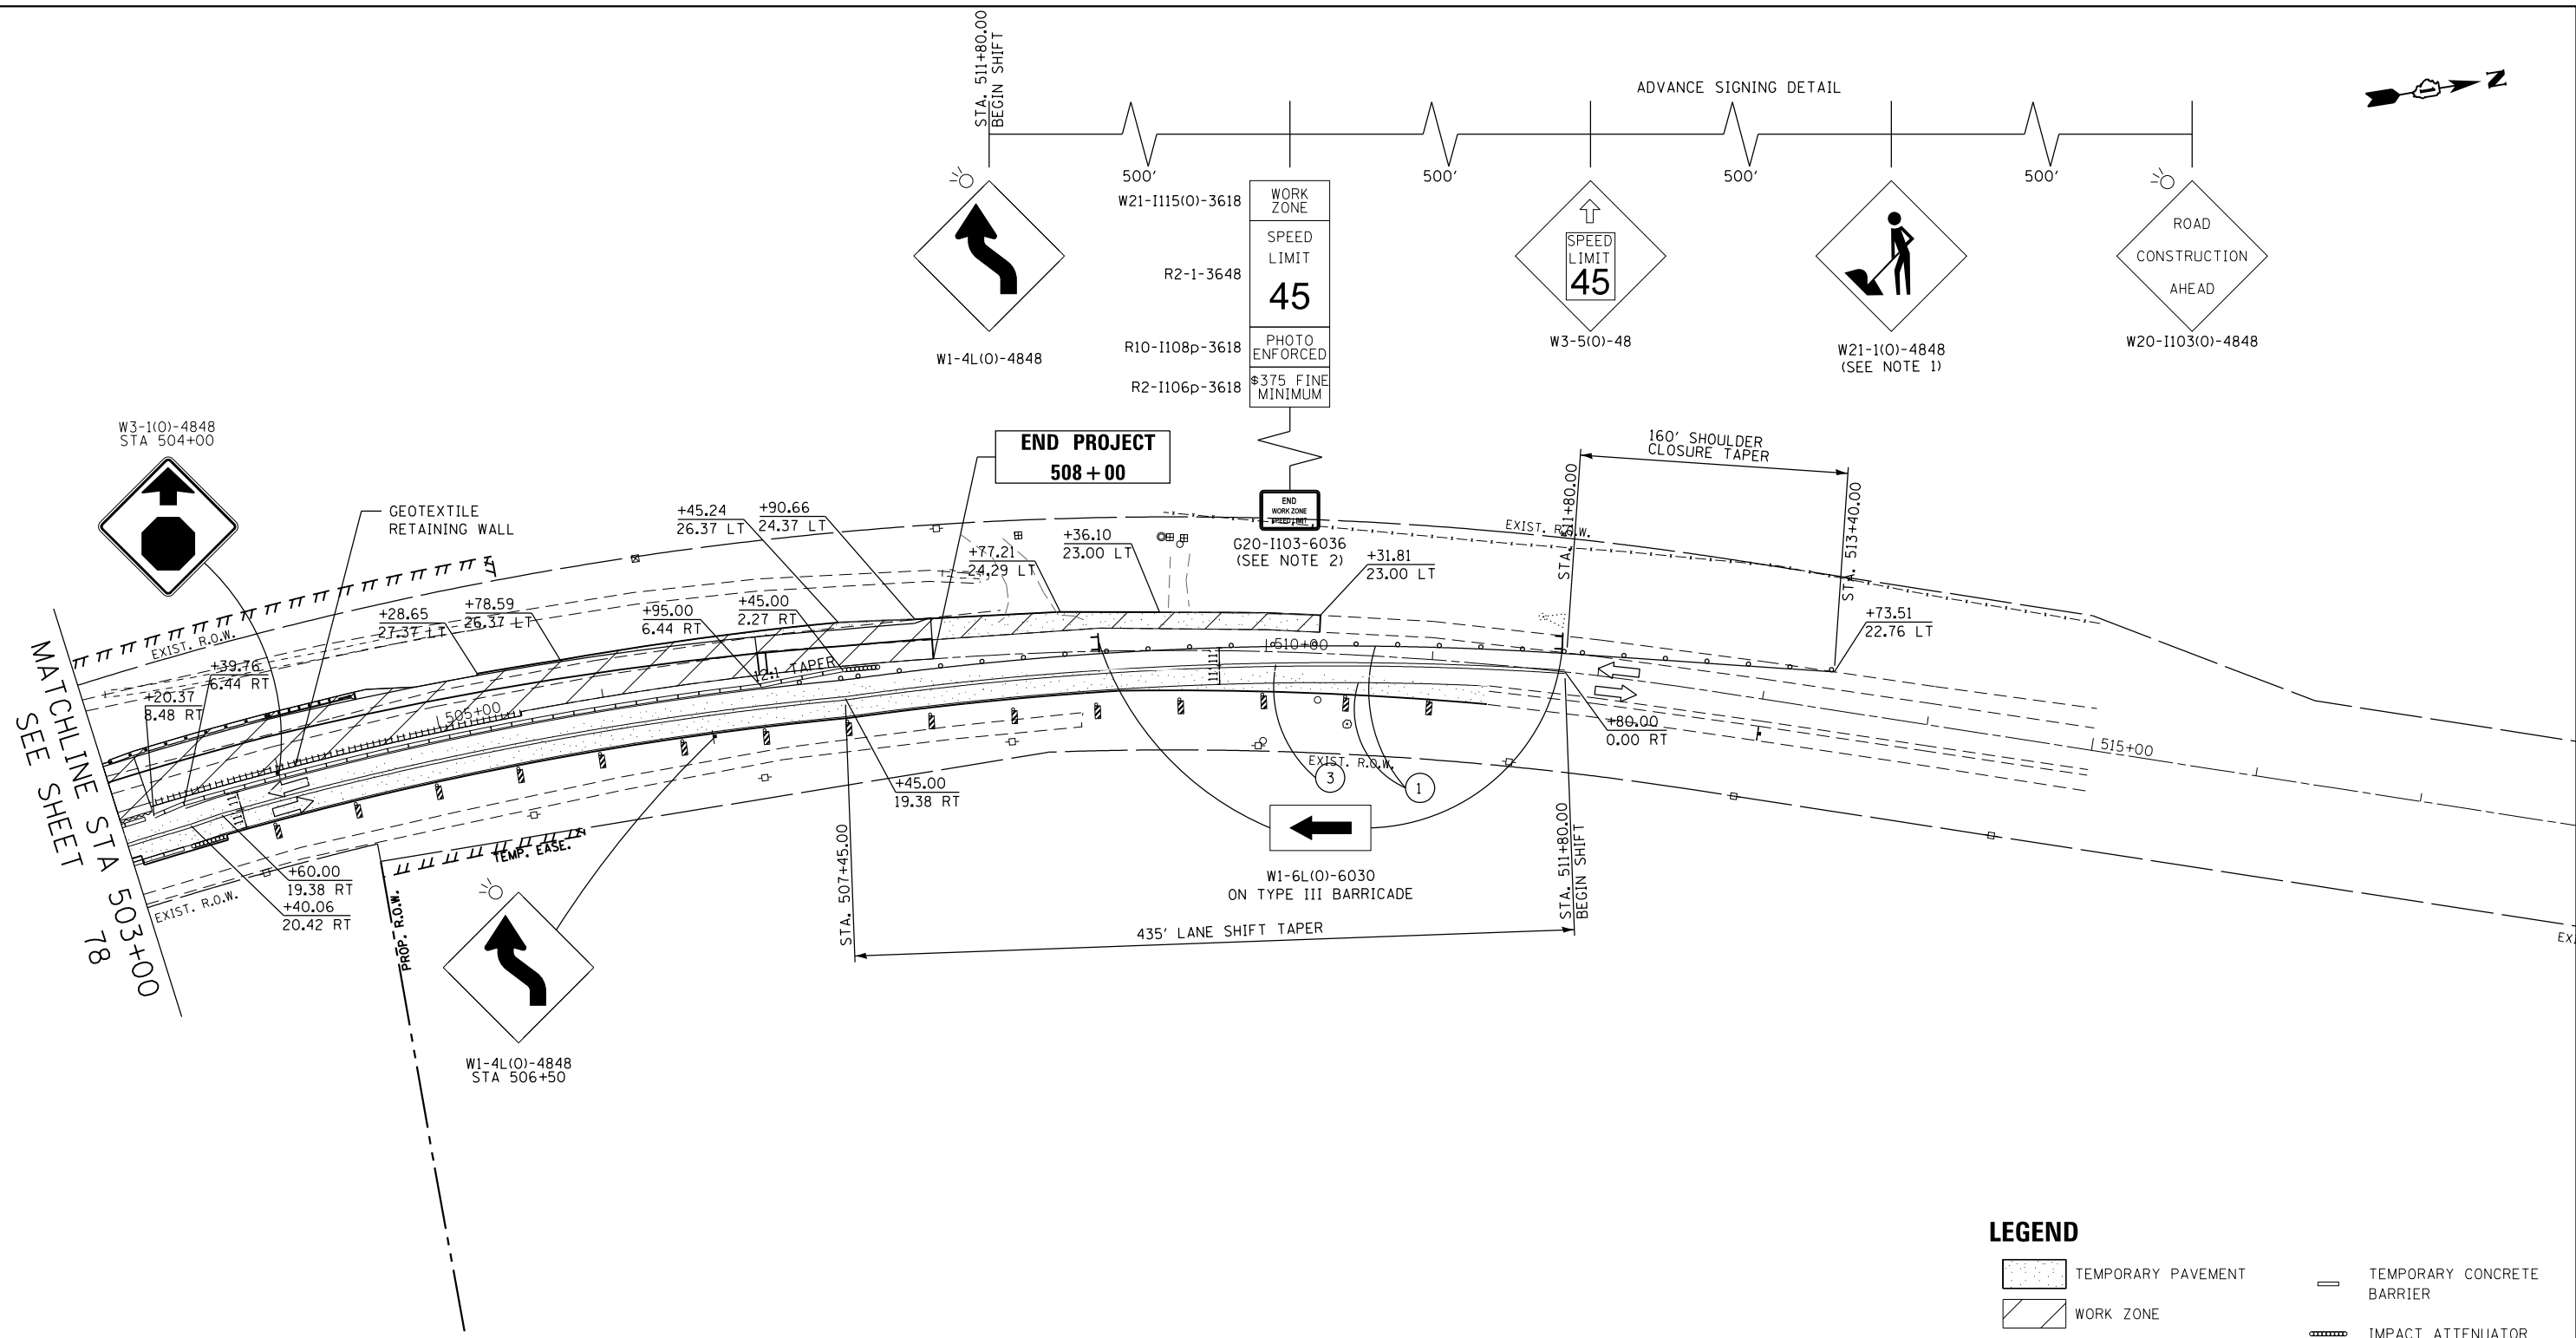 STA. 511+80.00
BEGIN SHIFT
ADVANCE SIGNING DETAIL
N
500'
500'
500'
500'
W21-I115(O)-3618
WORK
ZONE
R2-1-3648
SPEED
LIMIT
45
R10-I108p-3618
PHOTO
ENFORCED
R2-I106p-3618
$375 FINE
MINIMUM
W1-4L(O)-4848
SPEED
LIMIT
45
W3-5(O)-48
W21-1(O)-4848
(SEE NOTE 1)
ROAD
CONSTRUCTION
AHEAD
W20-I103(O)-4848
W3-1(O)-4848
STA 504+00
GEOTEXTILE
RETAINING WALL
END PROJECT
508+00
END
WORK ZONE
SPEED LIMIT
G20-I103-6036
(SEE NOTE 2)
160' SHOULDER
CLOSURE TAPER
STA. 511+80.00
STA. 513+40.00
EXIST. R.O.W.
+45.24
26.37 LT
+90.66
24.37 LT
+77.21
24.29 LT
+36.10
23.00 LT
+31.81
23.00 LT
+73.51
22.76 LT
+28.65
27.37 LT
+78.59
26.37 LT
+95.00
6.44 RT
+45.00
2.27 RT
EXIST. R.O.W.
+39.76
6.44 RT
+20.37
8.48 RT
12:1 TAPER
505+00
510+00
515+00
11'
11'
11'
11'
MATCHLINE STA 503+00
SEE SHEET 78
+60.00
19.38 RT
+40.06
20.42 RT
EXIST. R.O.W.
PROP. R.O.W.
TEMP. EASE.
+45.00
19.38 RT
+80.00
0.00 RT
EXIST. R.O.W.
3
1
W1-6L(O)-6030
ON TYPE III BARRICADE
STA. 507+45.00
435' LANE SHIFT TAPER
STA. 511+80.00
BEGIN SHIFT
W1-4L(O)-4848
STA 506+50
LEGEND
TEMPORARY PAVEMENT
WORK ZONE
TEMPORARY CONCRETE
BARRIER
IMPACT ATTENUATOR